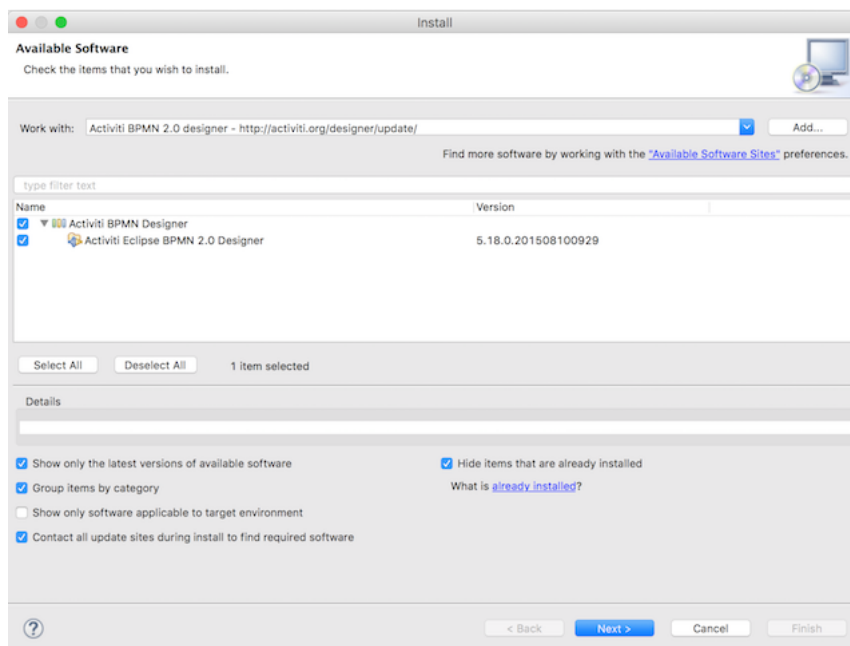 Install
Available Software
Check the items that you wish to install.
Work with: Activiti BPMN 2.0 designer - http://activiti.org/designer/update/ Add...
Find more software by working with the "Available Software Sites" preferences.
type filter text
Name Version
Activiti BPMN Designer
Activiti Eclipse BPMN 2.0 Designer 5.18.0.201508100929
Select All Deselect All 1 item selected
Details
Show only the latest versions of available software Hide items that are already installed
Group items by category What is already installed?
Show only software applicable to target environment
Contact all update sites during install to find required software
? < Back Next > Cancel Finish